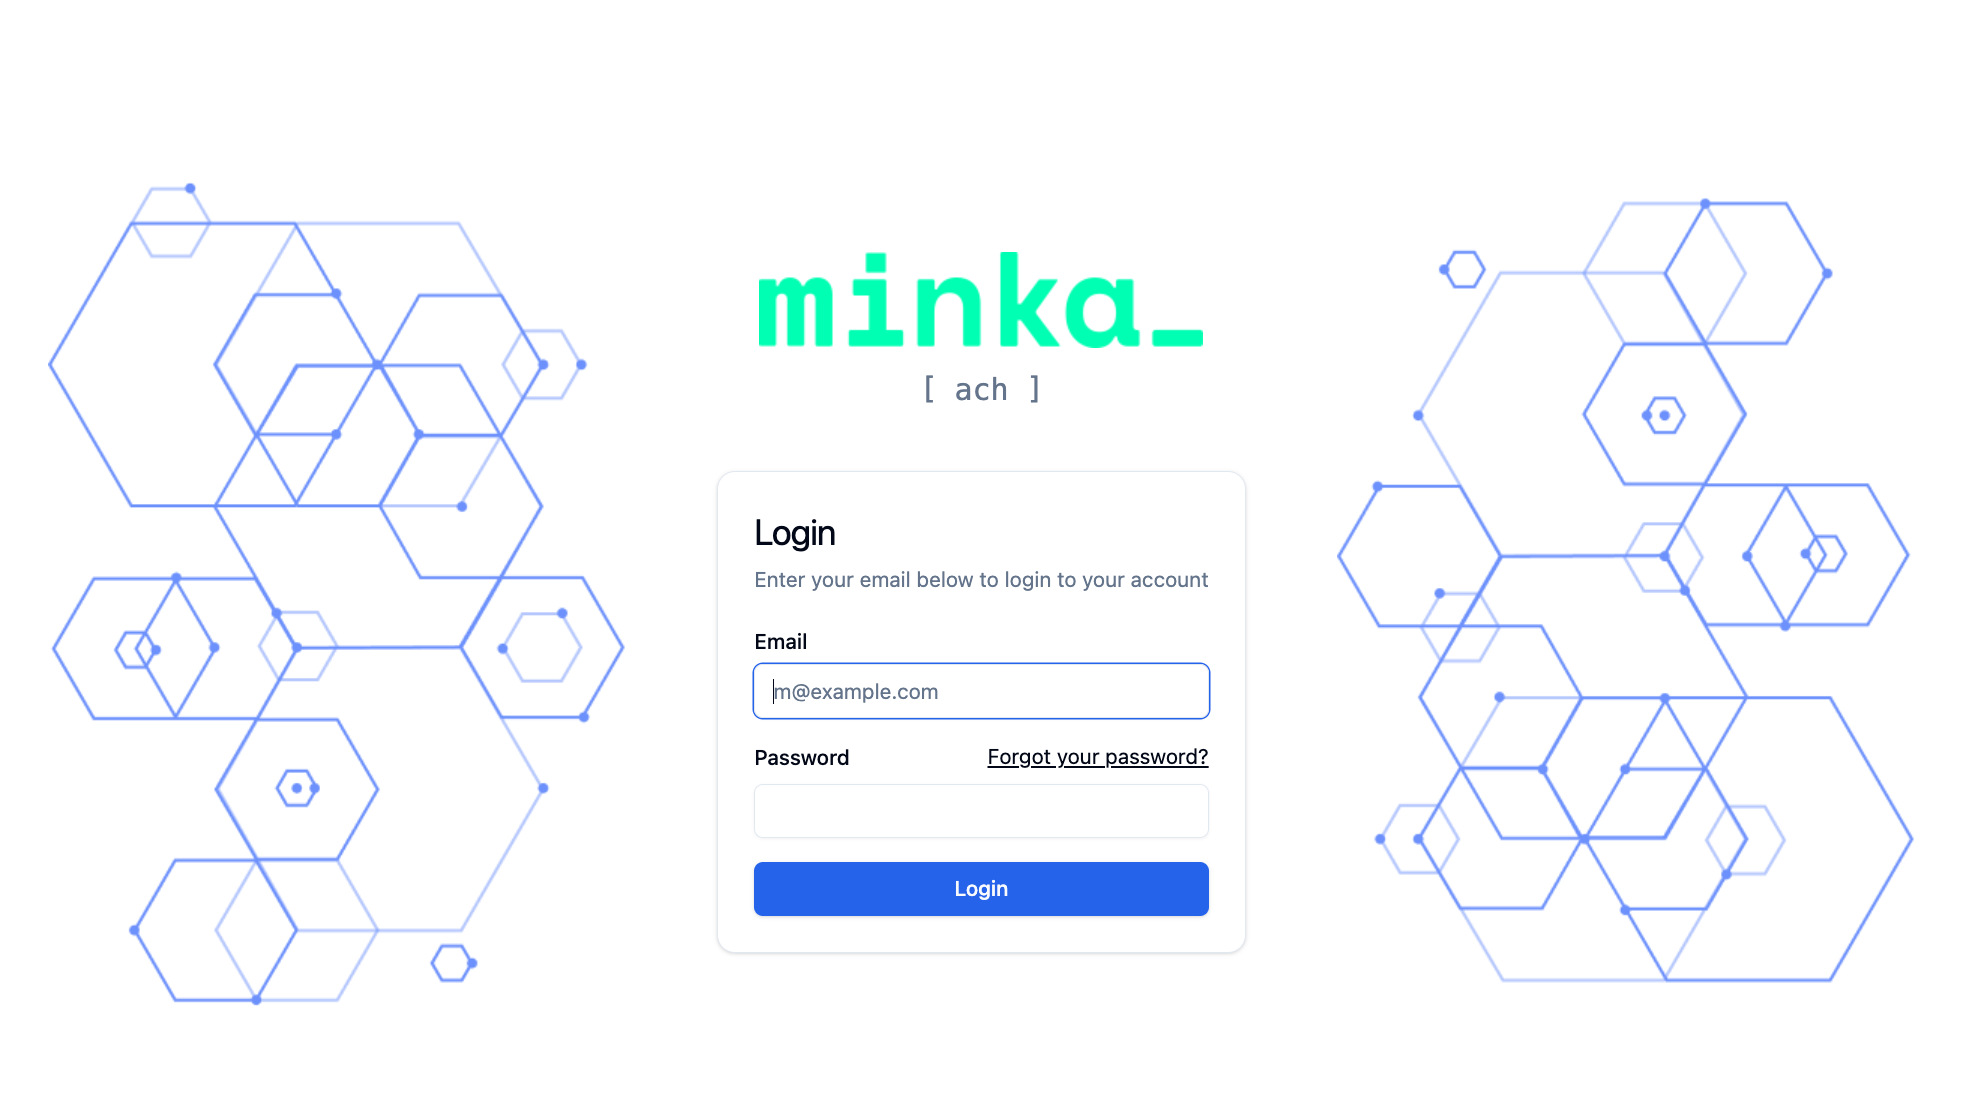 minka_
[ ach ]
Login
Enter your email below to login to your account
Email
m@example.com
Password
Forgot your password?
Login